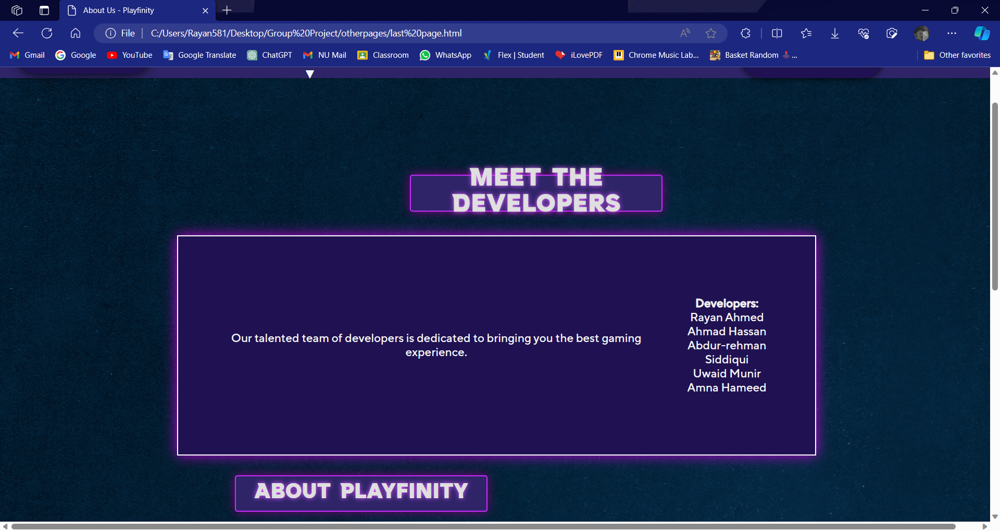 About Us - Playfinity
File
C:/Users/Rayan581/Desktop/Group%20Project/otherpages/last%20page.html
Gmail
Google
YouTube
Google Translate
ChatGPT
NU Mail
Classroom
WhatsApp
Flex | Student
iLovePDF
Chrome Music Lab...
Basket Random 🕹️ ...
Other favorites
MEET THE
DEVELOPERS
Our talented team of developers is dedicated to bringing you the best gaming
experience.
Developers:
Rayan Ahmed
Ahmad Hassan
Abdur-rehman
Siddiqui
Uwaid Munir
Amna Hameed
ABOUT PLAYFINITY